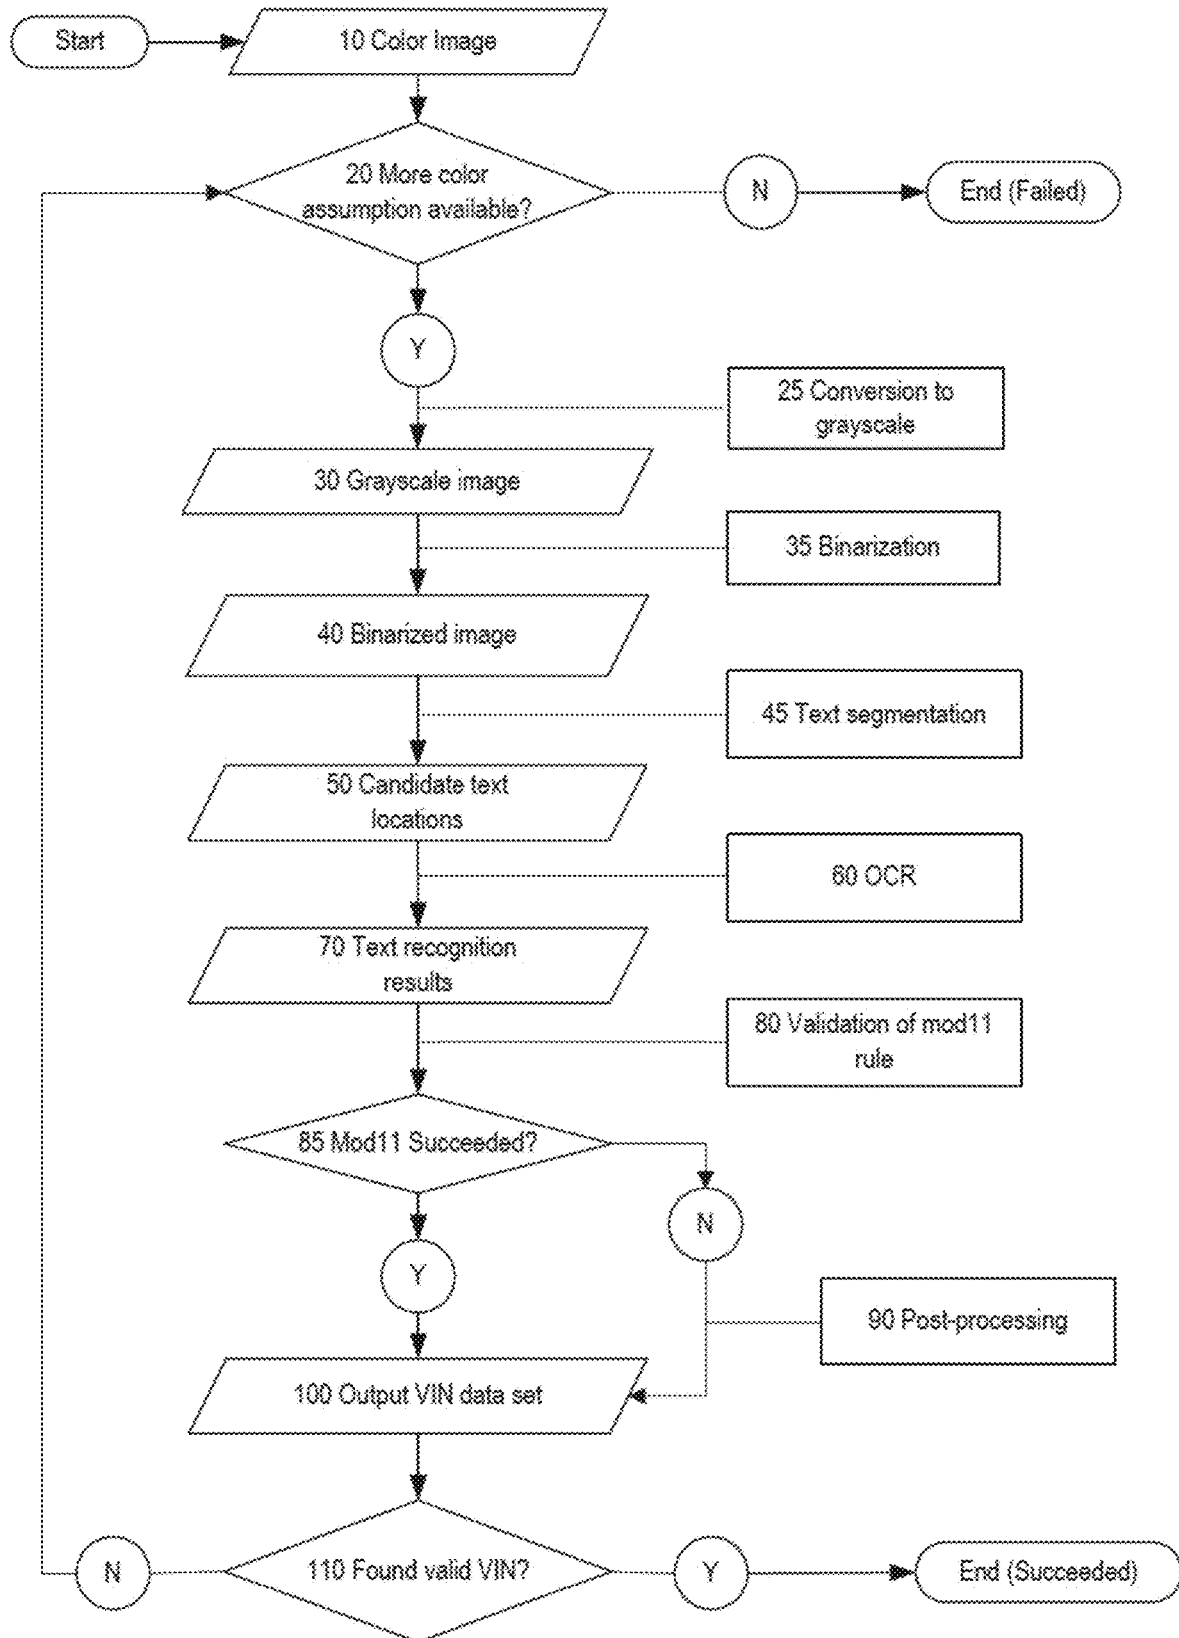 Start
10 Color Image
20 More color
assumption available?
N
End (Failed)
Y
25 Conversion to
grayscale
30 Grayscale image
35 Binarization
40 Binarized image
45 Text segmentation
50 Candidate text
locations
60 OCR
70 Text recognition
results
80 Validation of mod11
rule
85 Mod11 Succeeded?
N
Y
90 Post-processing
100 Output VIN data set
N
110 Found valid VIN?
Y
End (Succeeded)